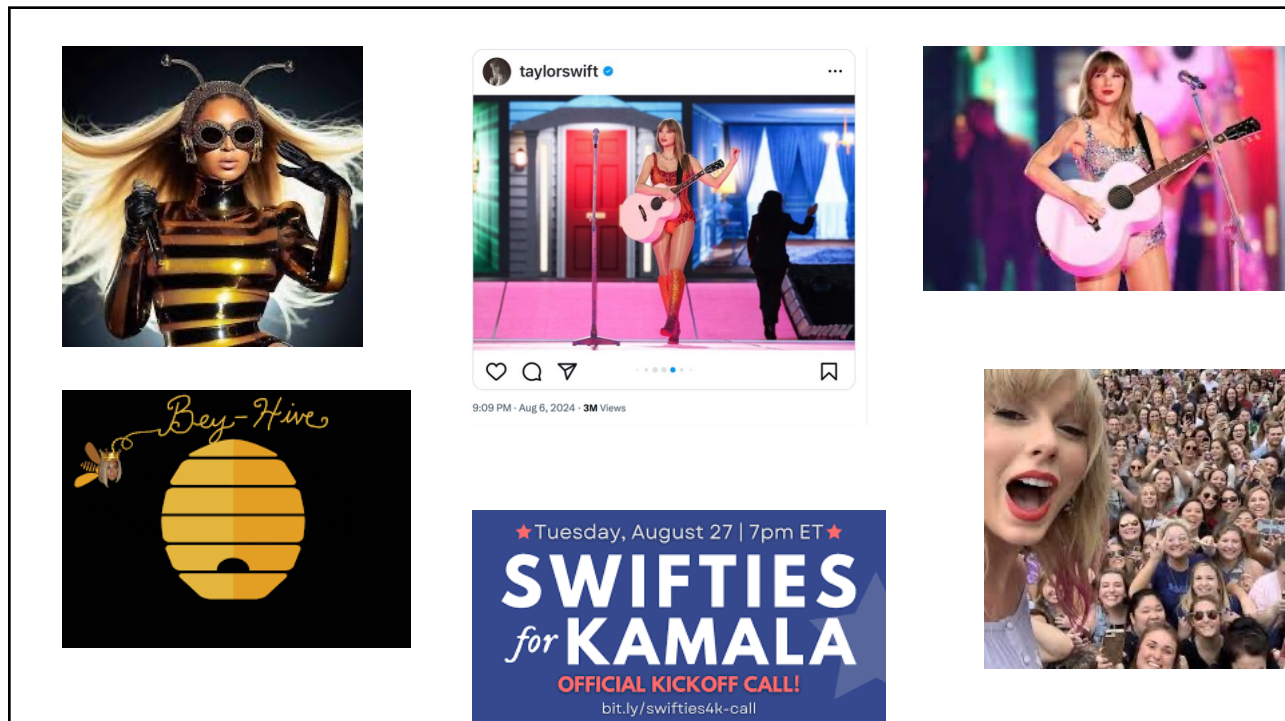 taylorswift
9:09 PM · Aug 6, 2024 · 3M Views
Bey-Hive
Tuesday, August 27 | 7pm ET
SWIFTIES
for KAMALA
OFFICIAL KICKOFF CALL!
bit.ly/swifties4k-call